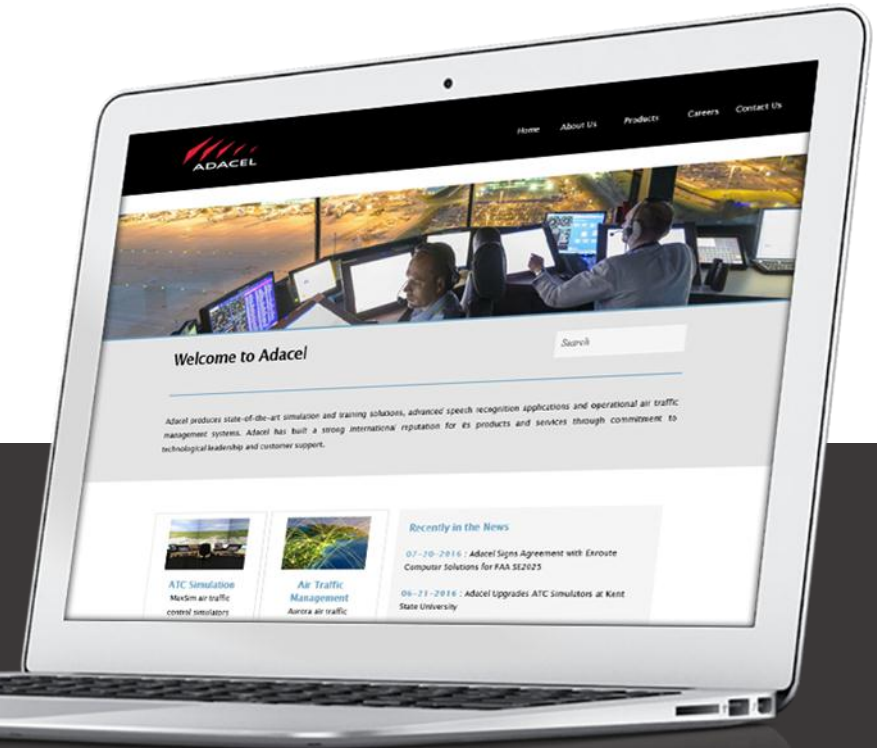 ADACEL
Home About Us Products Careers Contact Us
Welcome to Adacel
Search
Adacel produces state-of-the-art simulation and training solutions, advanced speech recognition applications and operational air traffic
management systems. Adacel has built a strong international reputation for its products and services through commitment to
technological leadership and customer support.
ATC Simulation
MaxSim air traffic
control simulators
Air Traffic
Management
Aurora air traffic
Recently in the News
07-20-2016 : Adacel Signs Agreement with Enroute
Computer Solutions for FAA SE2025
06-21-2016 : Adacel Upgrades ATC Simulators at Kent
State University